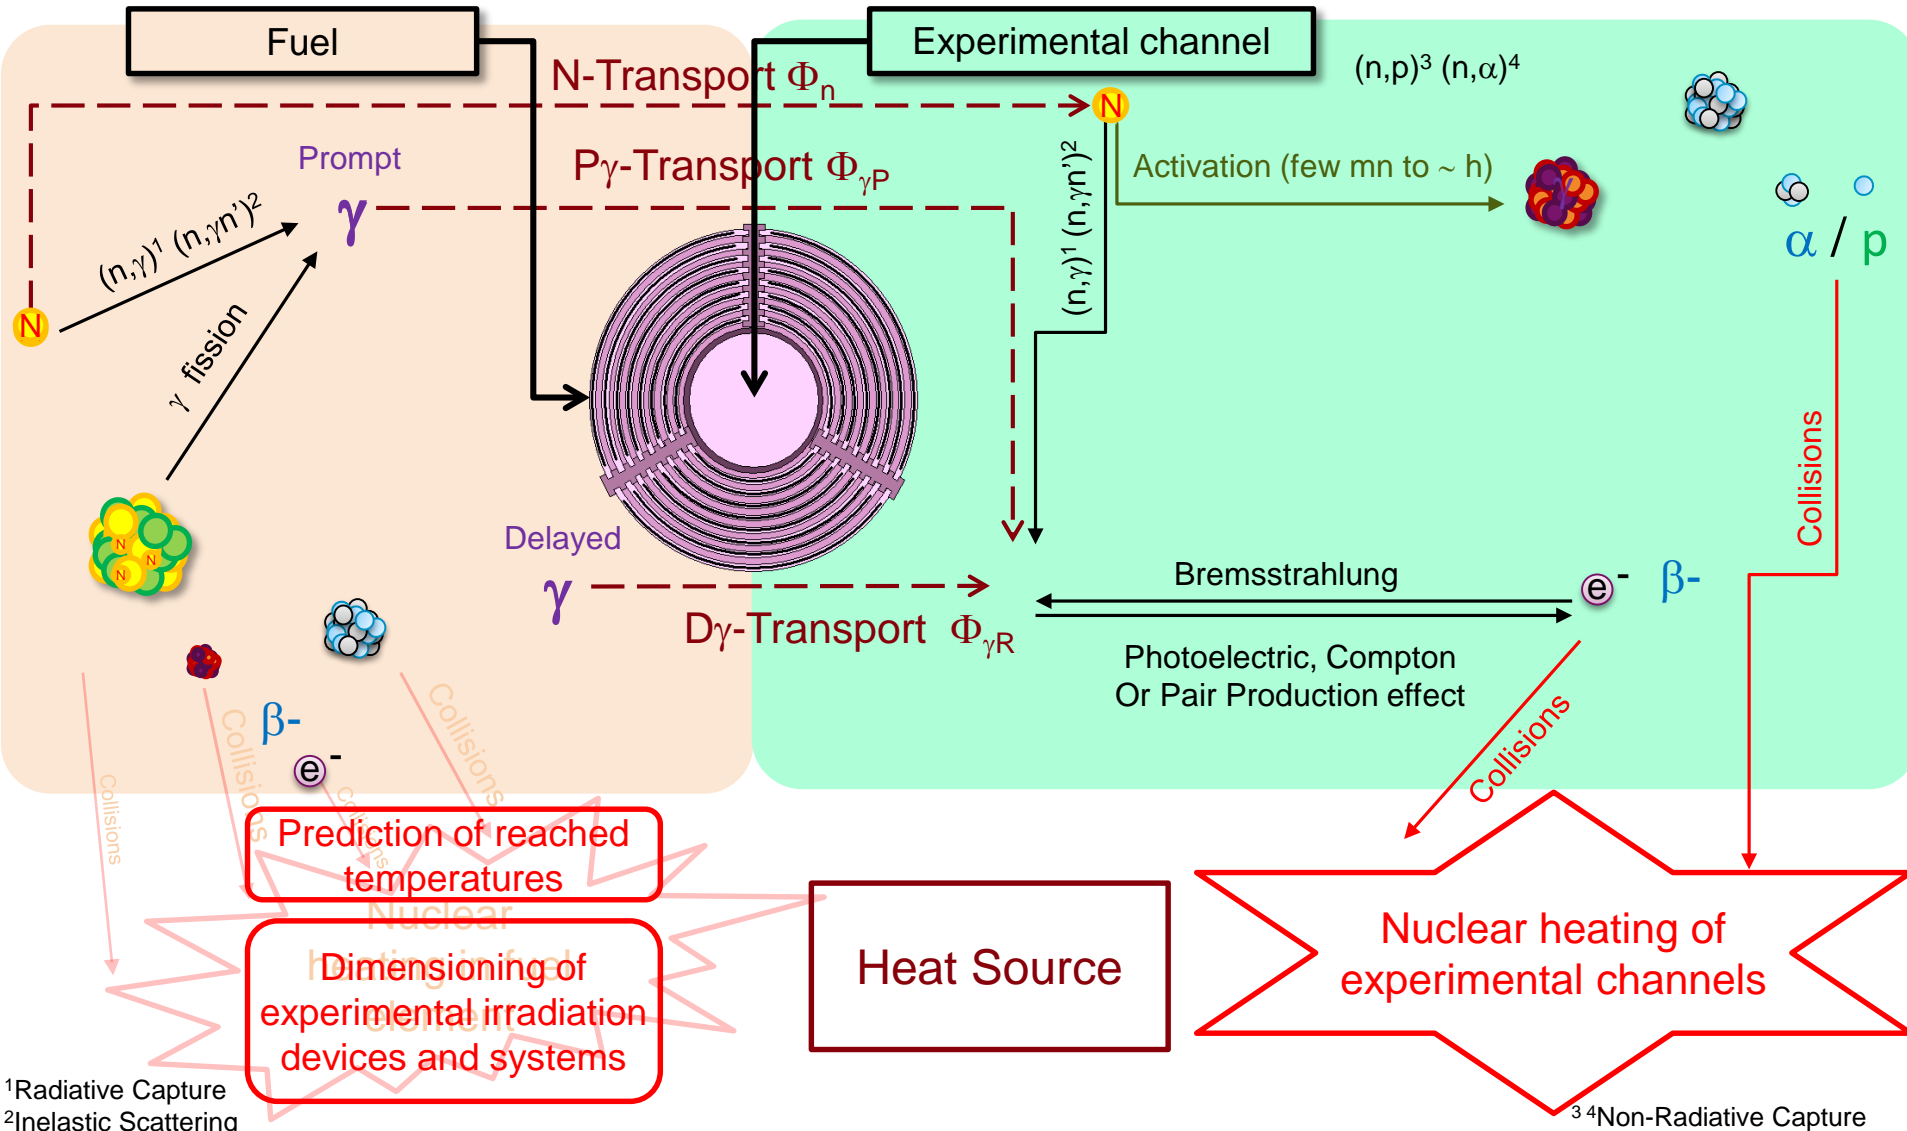 Fuel
Experimental channel
N-Transport Φn
(n,p)³ (n,α)⁴
N
Prompt
Pγ-Transport ΦγP
Activation (few mn to ~ h)
γ
(n,γ)¹ (n,γn’)²
(n,γ)¹ (n,γn’)²
α / p
N
γ fission
Collisions
N
N
N
Delayed
γ
Bremsstrahlung
e-
β-
Dγ-Transport ΦγR
Photoelectric, Compton
Or Pair Production effect
Collisions
Collisions
β-
e-
Collisions
Collisions
Collisions
Collisions
Prediction of reached
temperatures
Nuclear
heating in fuel
element
Dimensioning of
experimental irradiation
devices and systems
Heat Source
Nuclear heating of
experimental channels
¹Radiative Capture
²Inelastic Scattering
³ ⁴Non-Radiative Capture